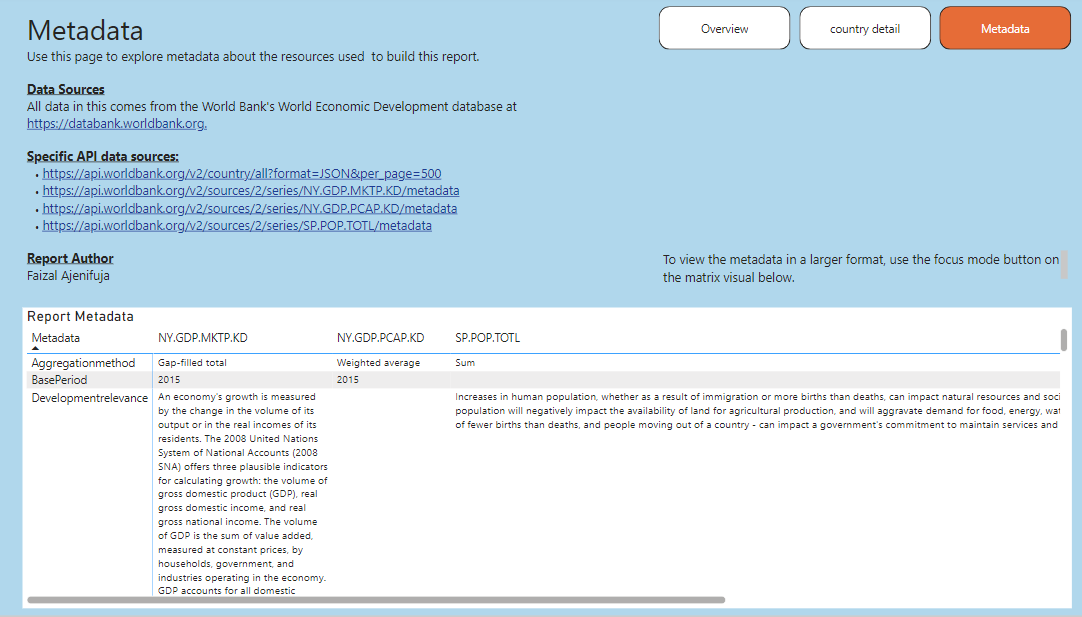 Metadata
Overview
country detail
Metadata
Use this page to explore metadata about the resources used  to build this report.
Data Sources
All data in this comes from the World Bank's World Economic Development database at
https://databank.worldbank.org.
Specific API data sources:
• https://api.worldbank.org/v2/country/all?format=JSON&per_page=500
• https://api.worldbank.org/v2/sources/2/series/NY.GDP.MKTP.KD/metadata
• https://api.worldbank.org/v2/sources/2/series/NY.GDP.PCAP.KD/metadata
• https://api.worldbank.org/v2/sources/2/series/SP.POP.TOTL/metadata
Report Author
Faizal Ajenifuja
To view the metadata in a larger format, use the focus mode button on
the matrix visual below.
Report Metadata
Metadata NY.GDP.MKTP.KD NY.GDP.PCAP.KD SP.POP.TOTL
Aggregationmethod Gap-filled total Weighted average Sum
BasePeriod 2015 2015
Developmentrelevance
An economy's growth is measured
by the change in the volume of its
output or in the real incomes of its
residents. The 2008 United Nations
System of National Accounts (2008
SNA) offers three plausible indicators
for calculating growth: the volume of
gross domestic product (GDP), real
gross domestic income, and real
gross national income. The volume
of GDP is the sum of value added,
measured at constant prices, by
households, government, and
industries operating in the economy.
GDP accounts for all domestic
Increases in human population, whether as a result of immigration or more births than deaths, can impact natural resources and soci
population will negatively impact the availability of land for agricultural production, and will aggravate demand for food, energy, wat
of fewer births than deaths, and people moving out of a country - can impact a government's commitment to maintain services and